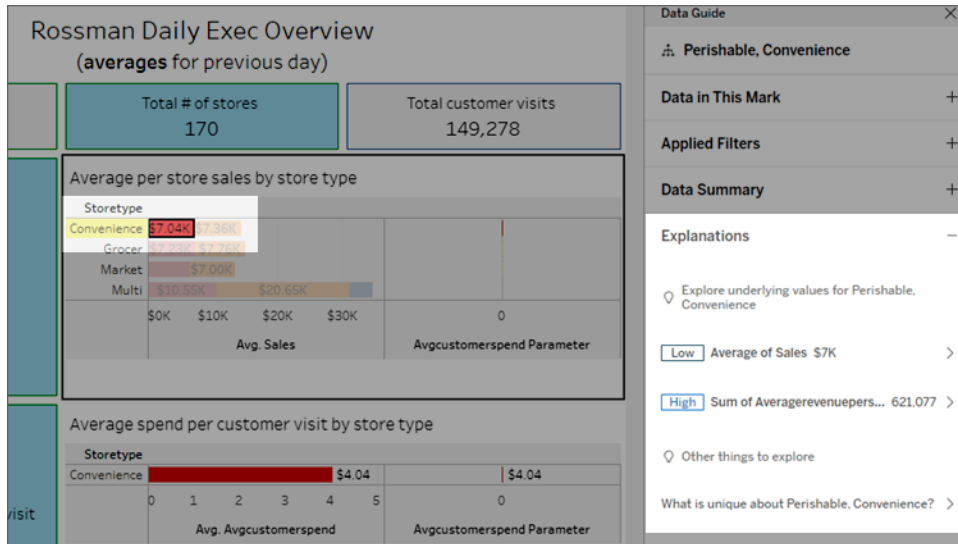 Rossman Daily Exec Overview
(averages for previous day)
Total # of stores
170
Total customer visits
149,278
Average per store sales by store type
Storetype
Convenience $7.04K $7.36K
Grocer $7.23K $7.76K
Market $7.00K
Multi $10.55K $20.65K
$0K $10K $20K $30K 0
Avg. Sales Avgcustomerspend Parameter
Average spend per customer visit by store type
Storetype
Convenience $4.04 $4.04
0 1 2 3 4 5 0
Avg. Avgcustomerspend Avgcustomerspend Parameter
visit
Data Guide
Perishable, Convenience
Data in This Mark
Applied Filters
Data Summary
Explanations
Explore underlying values for Perishable,
Convenience
Low Average of Sales $7K
High Sum of Averagerevenuepers... 621,077
Other things to explore
What is unique about Perishable, Convenience?